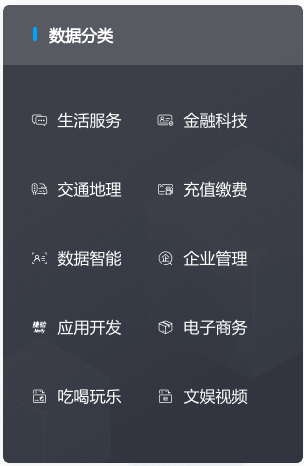 数据分类
生活服务 金融科技
交通地理 充值缴费
数据智能 企业管理
应用开发 电子商务
吃喝玩乐 文娱视频